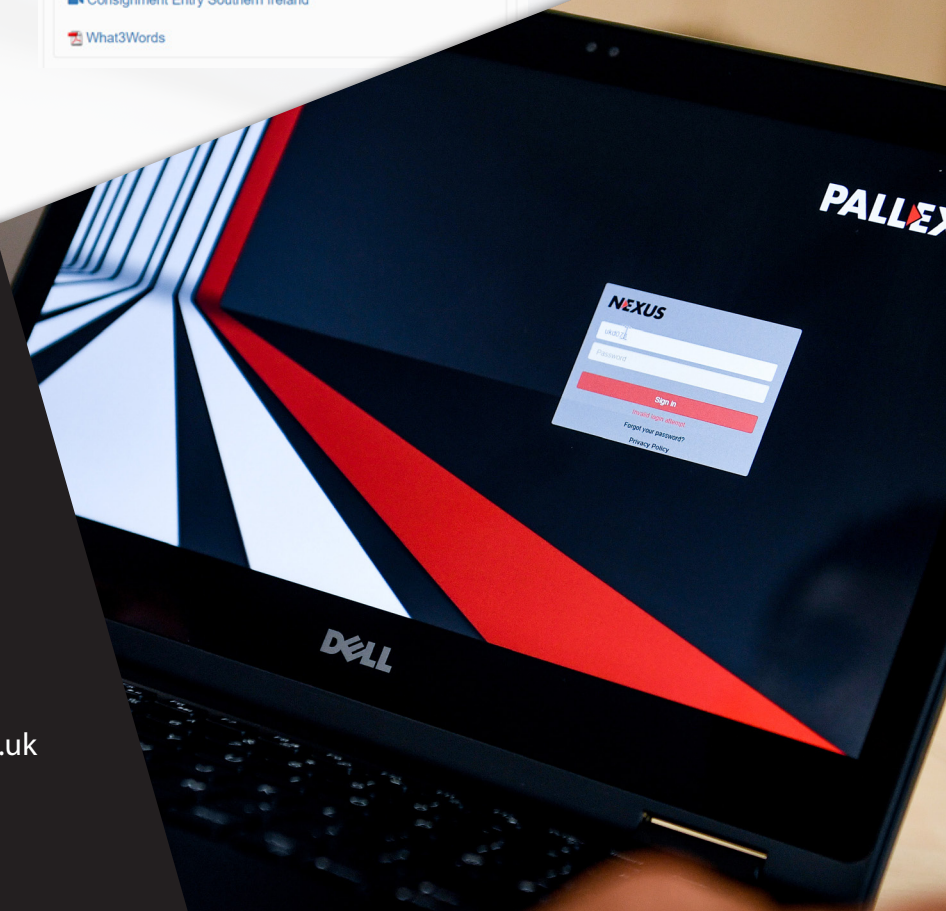 Consignment Entry Southern Ireland
What3Words
PALLEX
NEXUS
Password
Sign in
Invalid login attempt.
Forgot your password?
Privacy Policy
DELL
.uk